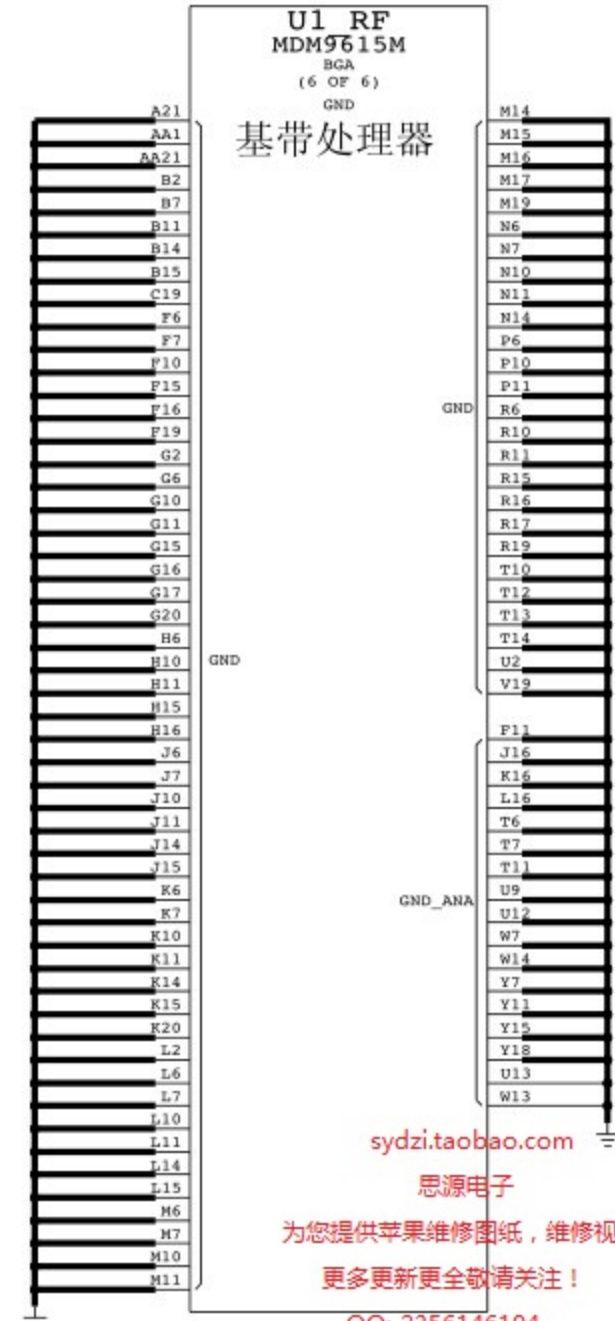 U1_RF
MDM9615M
BGA
(6 OF 6)
GND
基带处理器
A21
AA1
AA21
B2
B7
B11
B14
B15
C19
F6
F7
F10
F15
F16
F19
G2
G6
G10
G11
G15
G16
G17
G20
H6
H10
H11
H15
H16
J6
J7
J10
J11
J14
J15
K6
K7
K10
K11
K14
K15
K20
L2
L6
L7
L10
L11
L14
L15
M6
M7
M10
M11
GND
M14
M15
M16
M17
M19
N6
N7
N10
N11
N14
P6
P10
P11
R6
R10
R11
R15
R16
R17
R19
T10
T12
T13
T14
U2
V19
GND
F11
J16
K16
L16
T6
T7
T11
U9
U12
W7
W14
Y7
Y11
Y15
Y18
U13
W13
GND_ANA
sydzi.taobao.com
思源电子
为您提供苹果维修图纸，维修视
更多更新更全敬请关注！